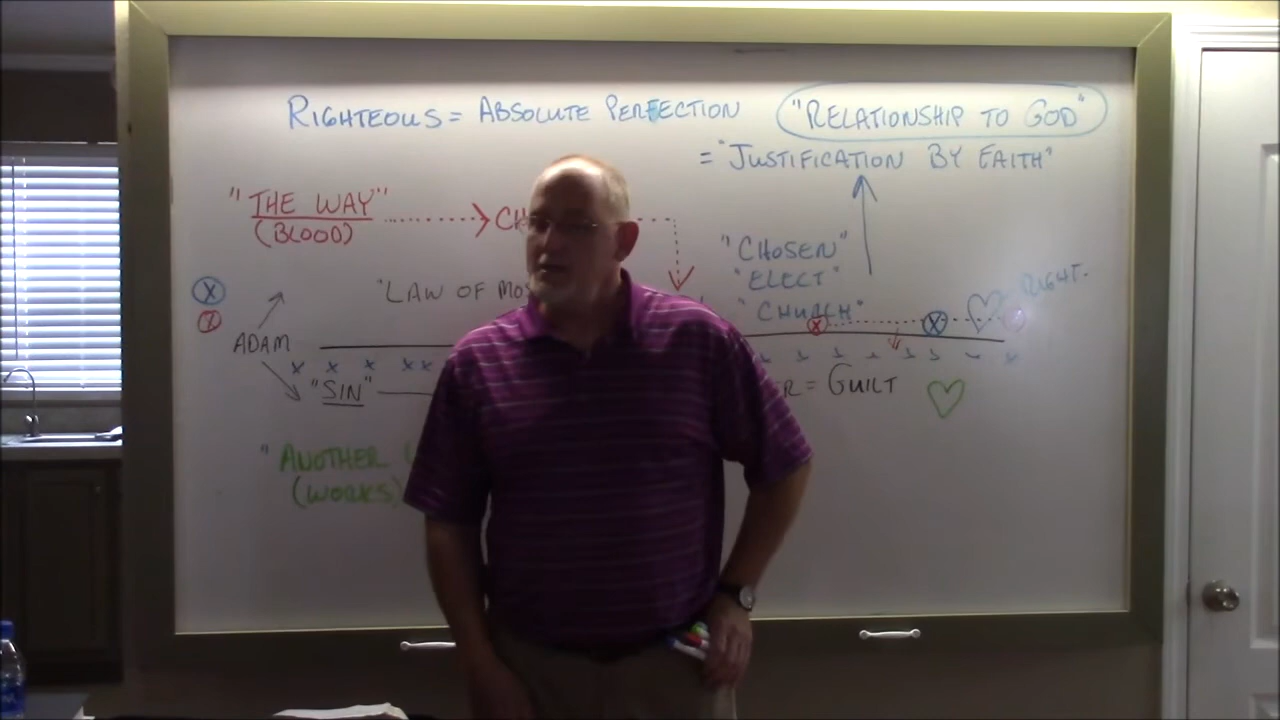 RIGHTEOUS = ABSOLUTE PERFECTION
"RELATIONSHIP TO GOD"
= "JUSTIFICATION BY FAITH"
"THE WAY"
(BLOOD)
"CHOSEN"
"ELECT"
"CHURCH"
RIGHT.
"LAW OF
ADAM
"SIN"
= GUILT
"ANOTHER
(WORKS)